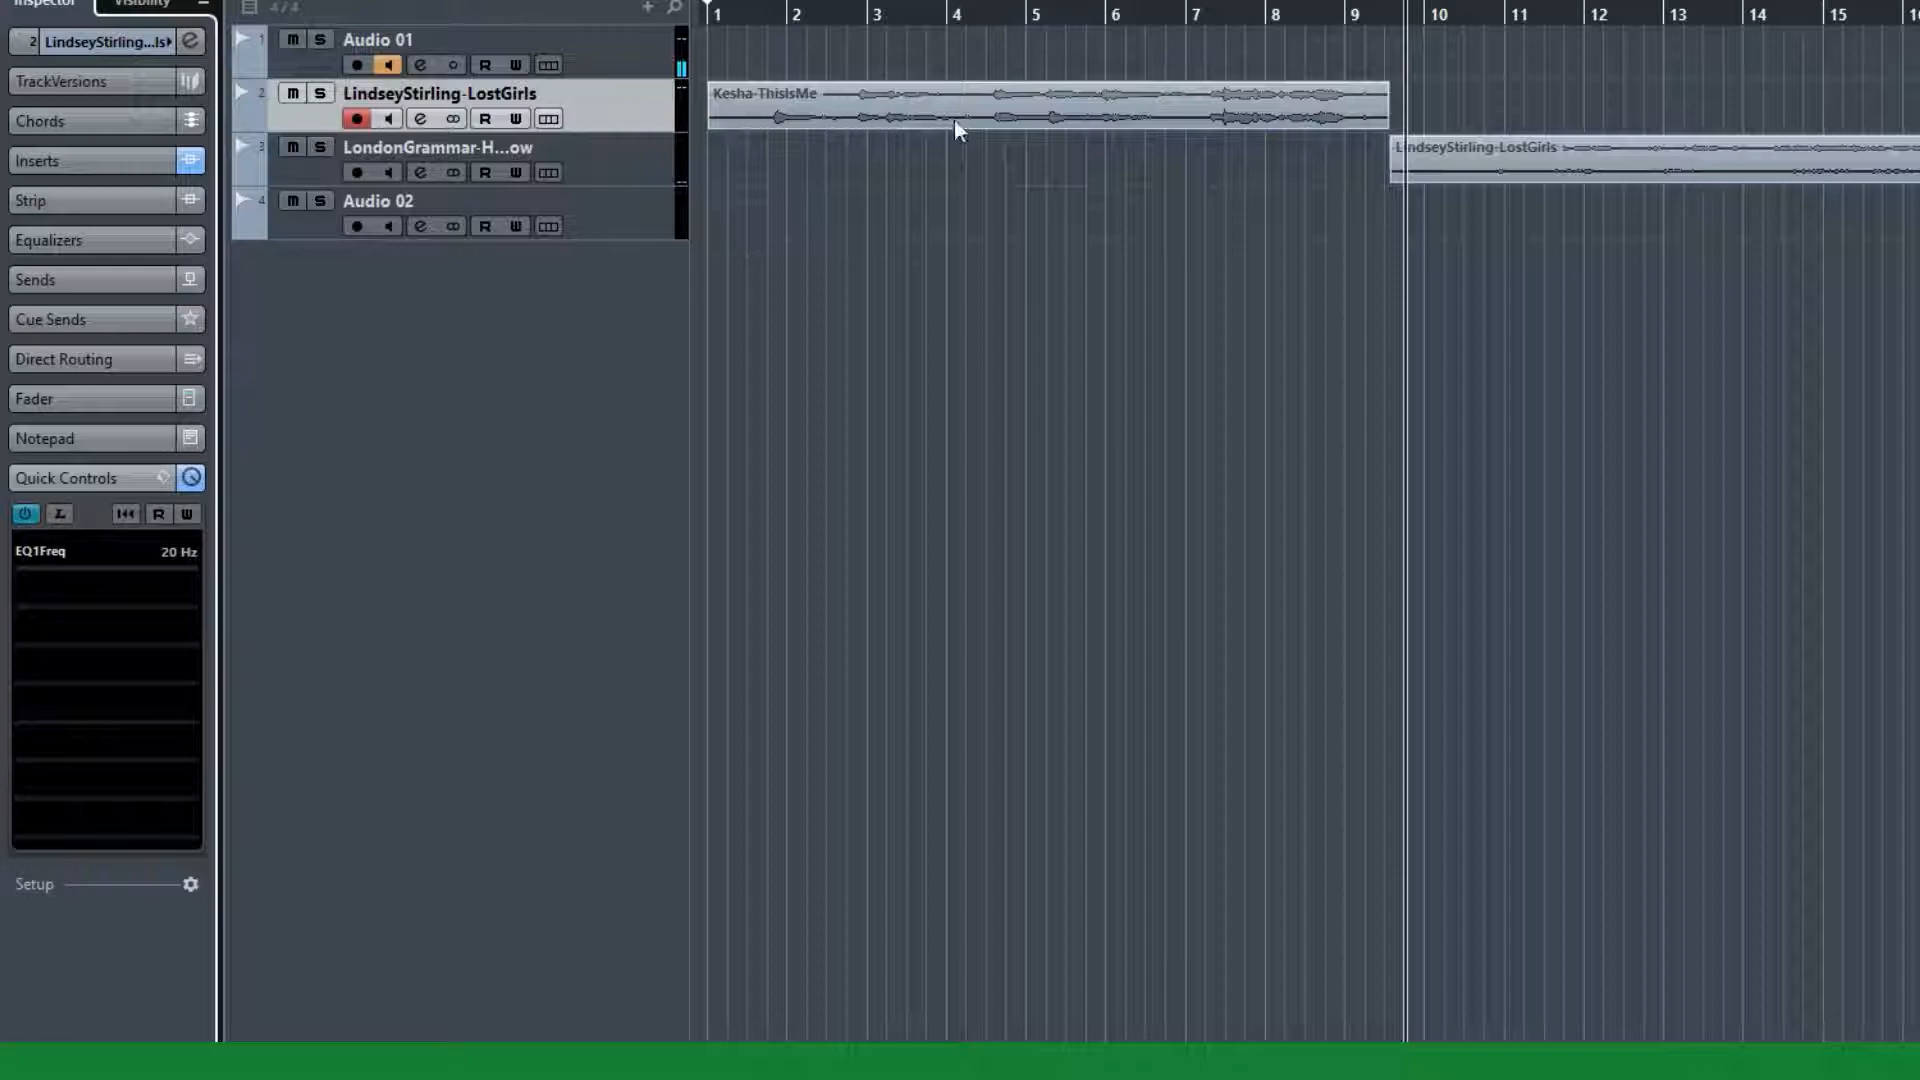 Inspector Visibility
4 / 4
1 2 3 4 5 6 7 8 9 10 11 12 13 14 15
2 LindseyStirling...ls
TrackVersions
Chords
Inserts
Strip
Equalizers
Sends
Cue Sends
Direct Routing
Fader
Notepad
Quick Controls
L R W
EQ1Freq 20 Hz
Setup
1 m S Audio 01
e R W
2 m S LindseyStirling-LostGirls
e R W
3 m S LondonGrammar-H...ow
e R W
4 m S Audio 02
e R W
Kesha-ThisIsMe
LindseyStirling-LostGirls